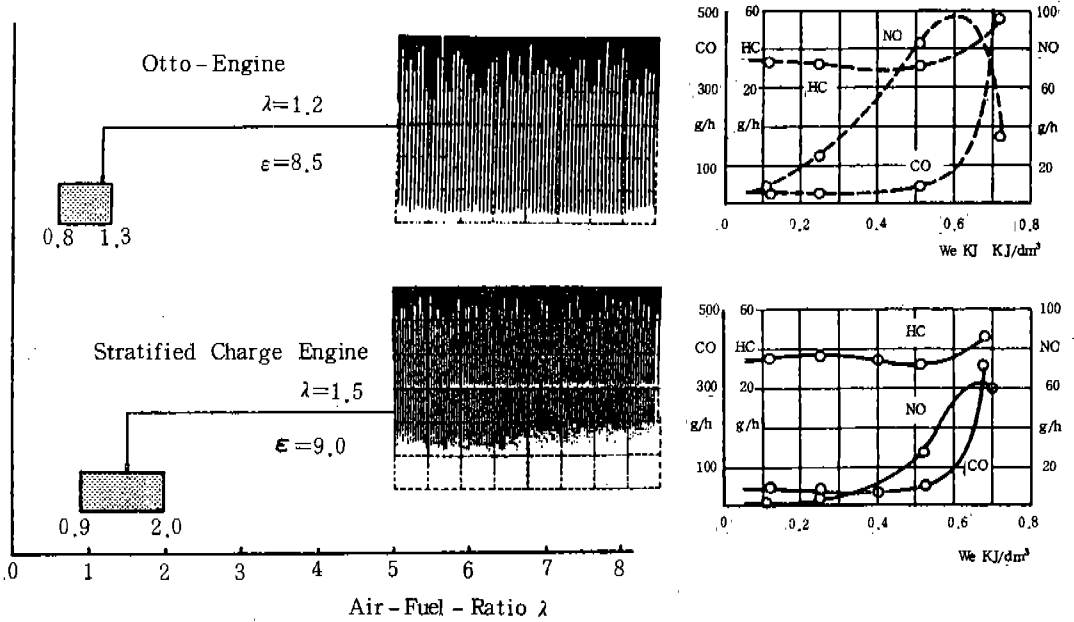 Otto-Engine
λ=1.2
ε=8.5
0.8 1.3
Stratified Charge Engine
λ=1.5
ε=9.0
0.9 2.0
.0 1 2 3 4 5 6 7 8
Air-Fuel-Ratio λ
500 60 100
CO HC NO NO
300 20 HC 60
g/h g/h g/h
100 CO 20
.0 0.2 0.4 0.6 0.8
We KJ KJ/dm³
500 60 100
CO HC HC NO
300 20 60
g/h g/h NO g/h
100 CO 20
.0 0.2 0.4 0.6 0.8
We KJ/dm³